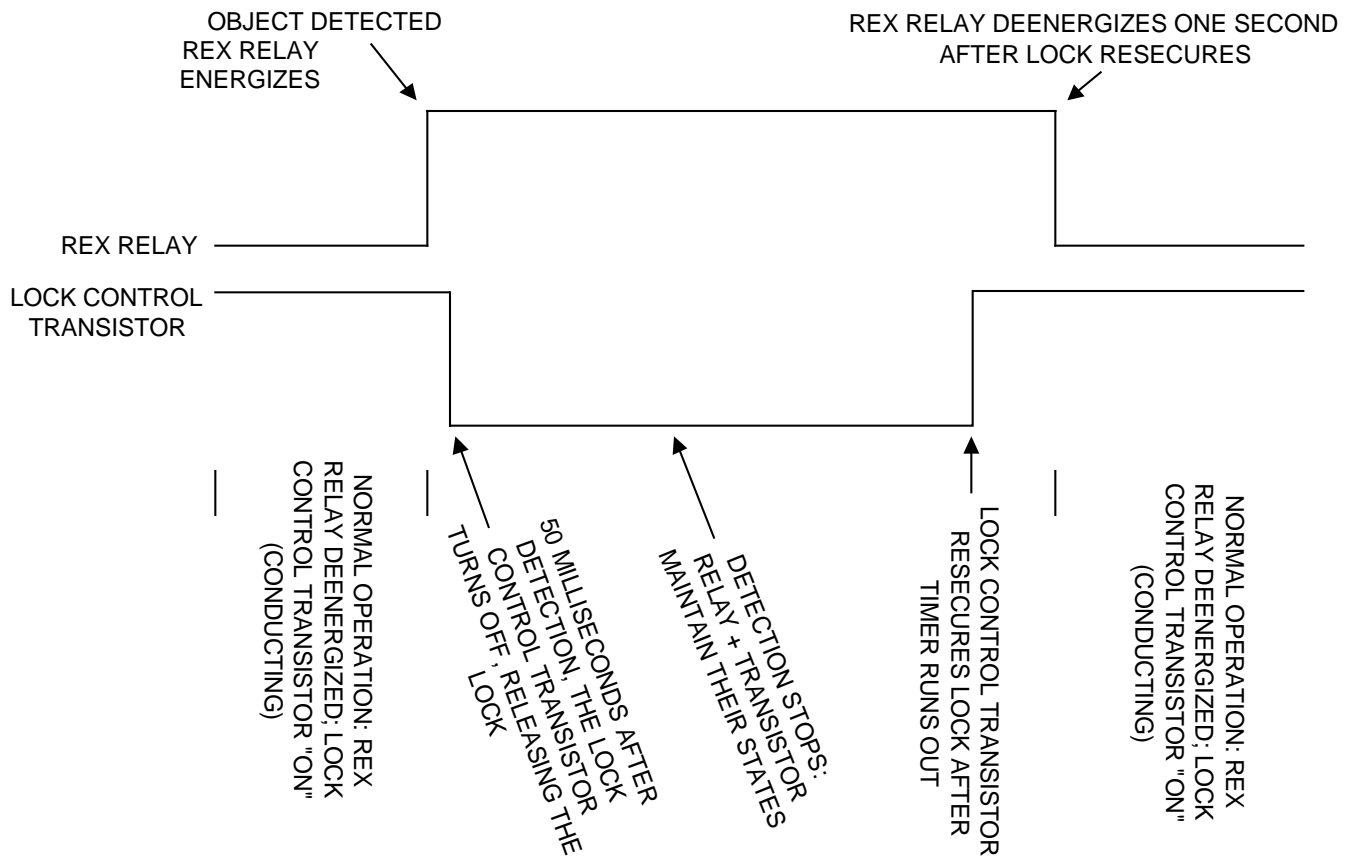 OBJECT DETECTED
REX RELAY
ENERGIZES
REX RELAY DEENERGIZES ONE SECOND
AFTER LOCK RESECURES
REX RELAY
LOCK CONTROL
TRANSISTOR
NORMAL OPERATION: REX
RELAY DEENERGIZED; LOCK
CONTROL TRANSISTOR "ON"
(CONDUCTING)
50 MILLISECONDS AFTER
DETECTION, THE LOCK
CONTROL TRANSISTOR
TURNS OFF, RELEASING THE
LOCK
DETECTION STOPS:
RELAY + TRANSISTOR
MAINTAIN THEIR STATES
LOCK CONTROL TRANSISTOR
RESECURES LOCK AFTER
TIMER RUNS OUT
NORMAL OPERATION: REX
RELAY DEENERGIZED; LOCK
CONTROL TRANSISTOR "ON"
(CONDUCTING)